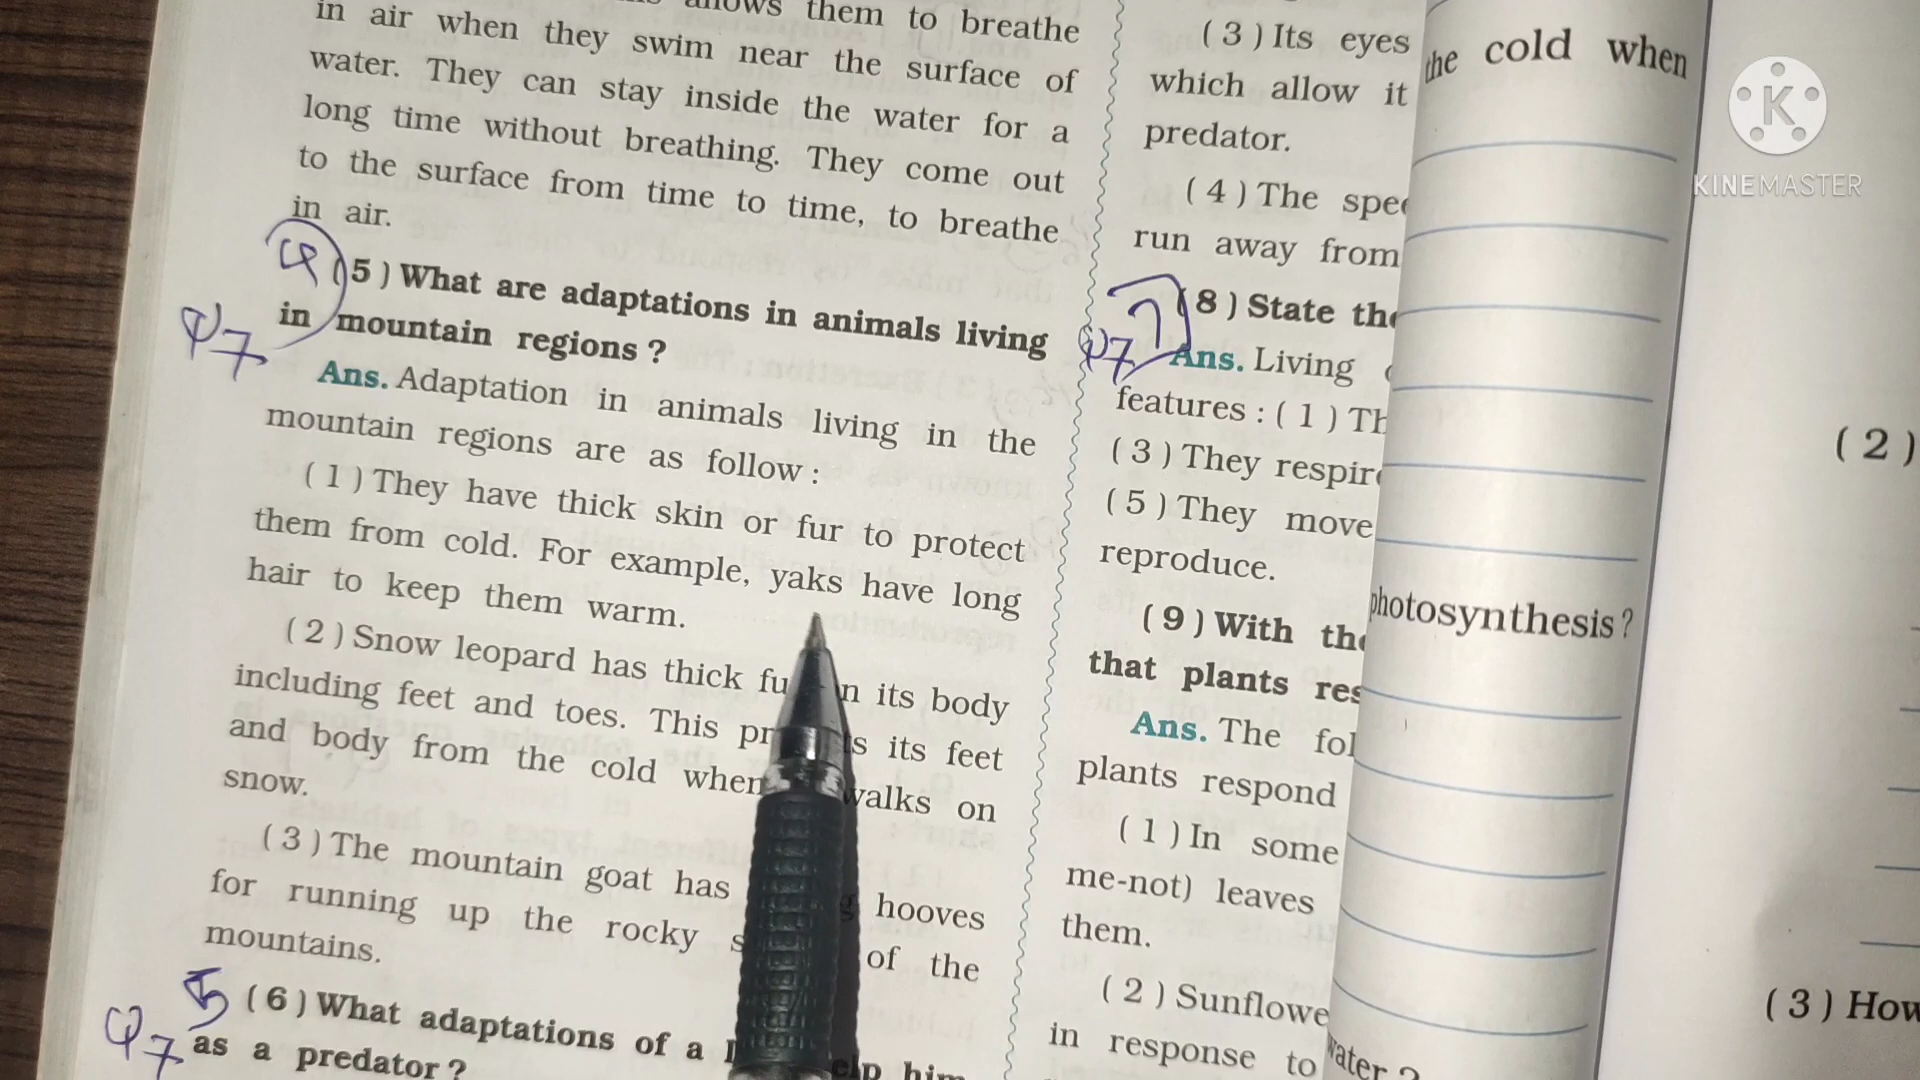 allows them to breathe
in air when they swim near the surface of
water. They can stay inside the water for a
long time without breathing. They come out
to the surface from time to time, to breathe
in air.
4
(5) What are adaptations in animals living
Q7
in mountain regions?
Ans. Adaptation in animals living in the
mountain regions are as follow:
(1) They have thick skin or fur to protect
them from cold. For example, yaks have long
hair to keep them warm.
(2) Snow leopard has thick fu n its body
including feet and toes. This pr ts its feet
and body from the cold when walks on
snow.
(3) The mountain goat has hooves
for running up the rocky s of the
mountains.
5
(6) What adaptations of a
Q7
as a predator?
(3) Its eyes
which allow it
predator.
(4) The spe
run away from
7
(8) State the
Q7
Ans. Living
features: (1) Th
(3) They respir
(5) They move
reproduce.
(9) With the
that plants res
Ans. The fol
plants respond
(1) In some
me-not) leaves
them.
(2) Sunflowe
in response to
the cold when
photosynthesis?
water?
KINEMASTER
(2)
(3) How